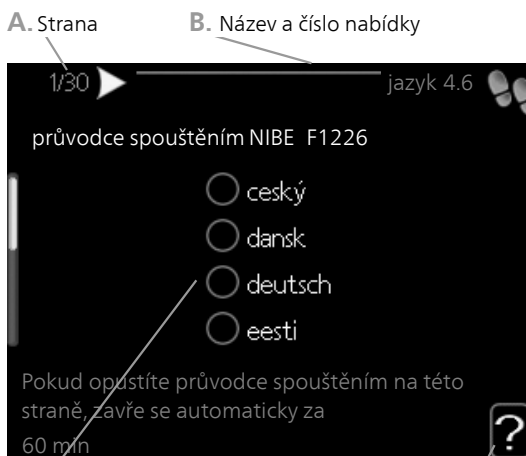 A. Strana
B. Název a číslo nabídky
1/30
jazyk 4.6
průvodce spouštěním NIBE F1226
ceský
dansk
deutsch
eesti
Pokud opustíte průvodce spouštěním na této
straně, zavře se automaticky za
60 min
?